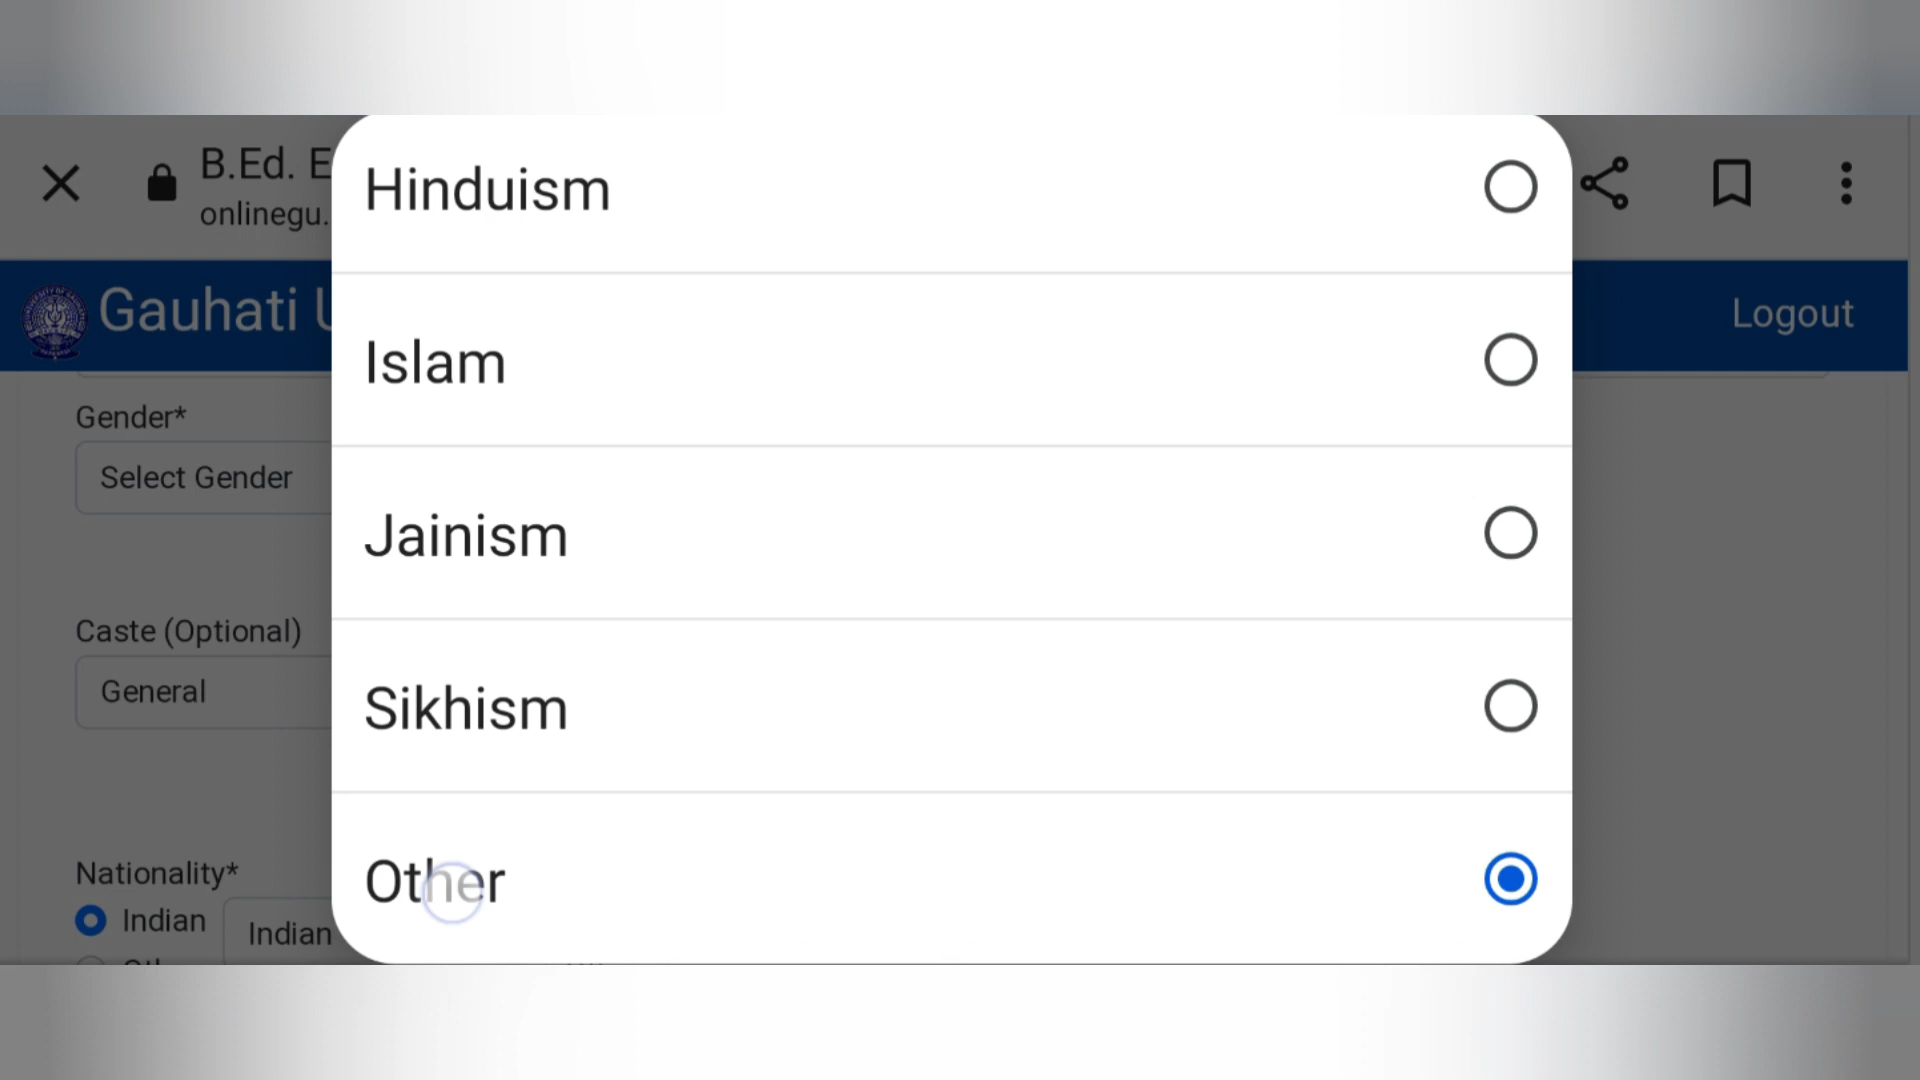 B.Ed. E
onlinegu.
Gauhati U
Logout
Hinduism
Islam
Jainism
Sikhism
Other
Gender*
Select Gender
Caste (Optional)
General
Nationality*
Indian
Indian